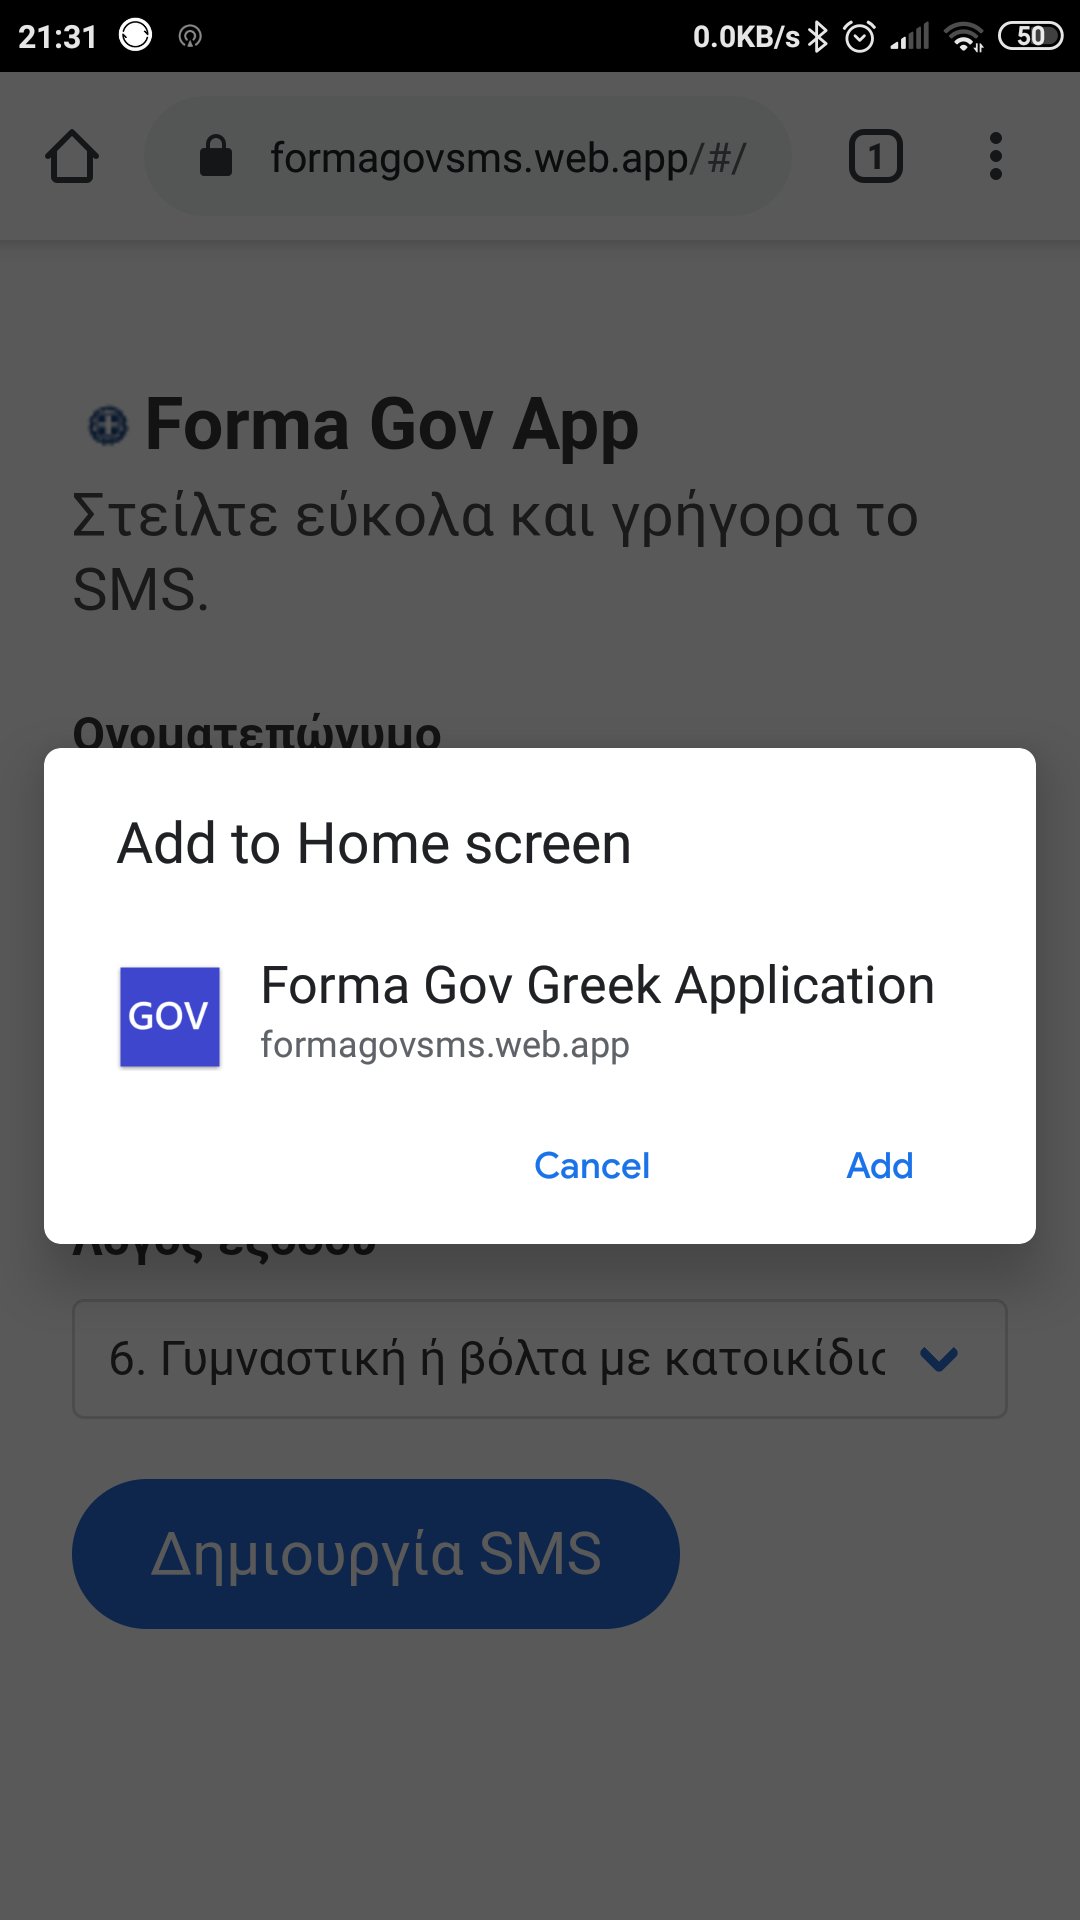 21:31 0.0KB/s 50
formagovsms.web.app/#/ 1
Forma Gov App
Στείλτε εύκολα και γρήγορα το
SMS.
Ονοματεπώνυμο
Add to Home screen
GOV Forma Gov Greek Application
formagovsms.web.app
Cancel Add
Λόγος εξόδου
6. Γυμναστική ή βόλτα με κατοικίδιο
Δημιουργία SMS